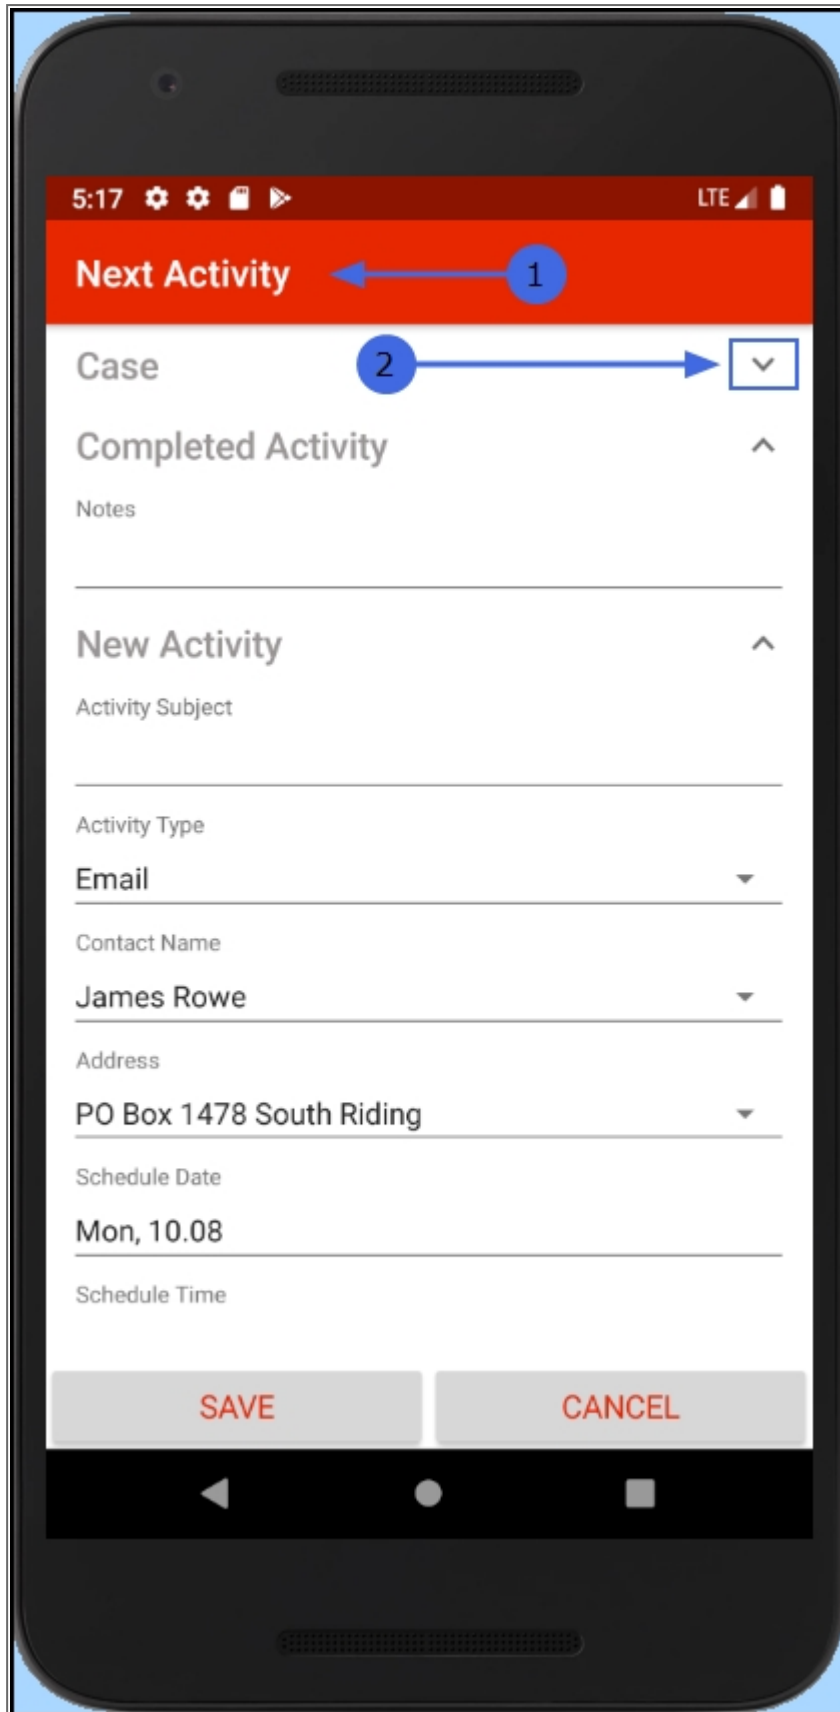 5:17 LTE
Next Activity 1
Case 2
Completed Activity
Notes
New Activity
Activity Subject
Activity Type
Email
Contact Name
James Rowe
Address
PO Box 1478 South Riding
Schedule Date
Mon, 10.08
Schedule Time
SAVE CANCEL